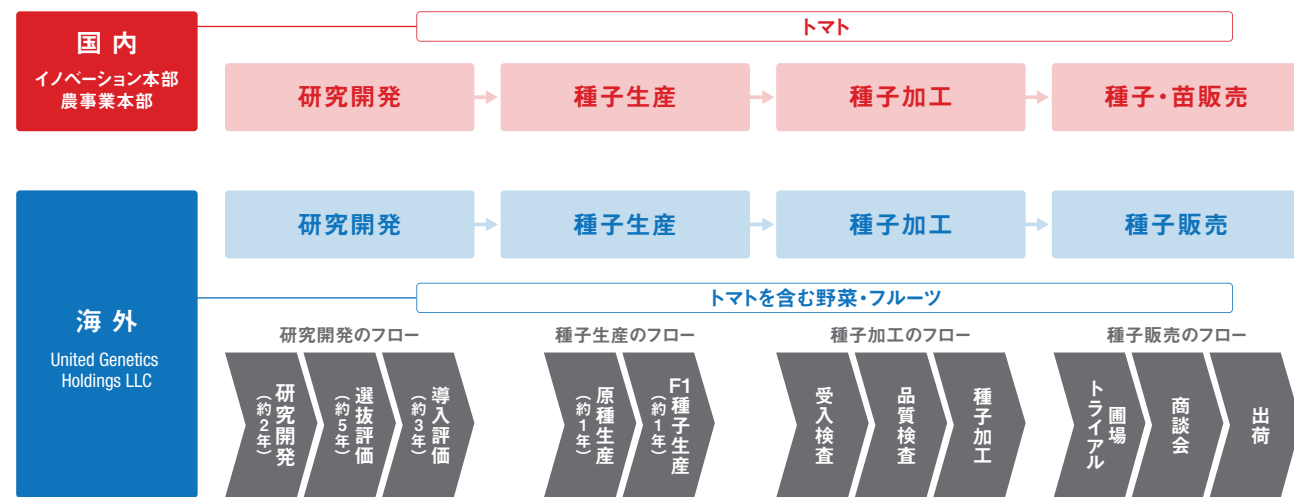 国内
イノベーション本部
農事業本部
トマト
研究開発
種子生産
種子加工
種子・苗販売
海外
United Genetics
Holdings LLC
研究開発
種子生産
種子加工
種子販売
トマトを含む野菜・フルーツ
研究開発のフロー
研究開発
（約2年）
選抜評価
（約5年）
導入評価
（約3年）
種子生産のフロー
原種生産
（約1年）
F1種子生産
（約1年）
種子加工のフロー
受入検査
品質検査
種子加工
種子販売のフロー
圃場
トライアル
商談会
出荷